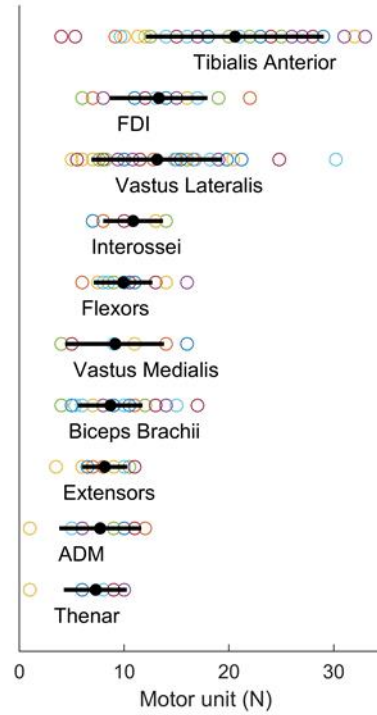 Tibialis Anterior
FDI
Vastus Lateralis
Interossei
Flexors
Vastus Medialis
Biceps Brachii
Extensors
ADM
Thenar
0 10 20 30
Motor unit (N)